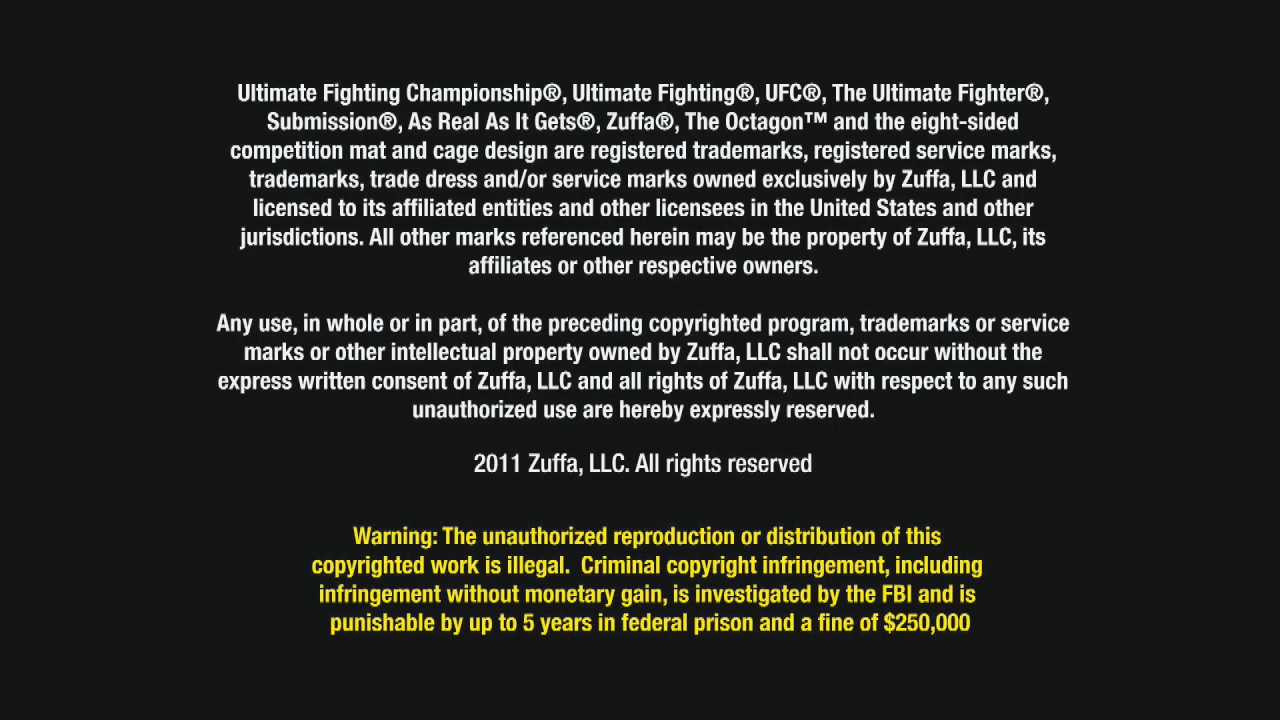 Ultimate Fighting Championship®, Ultimate Fighting®, UFC®, The Ultimate Fighter®,
Submission®, As Real As It Gets®, Zuffa®, The Octagon™ and the eight-sided
competition mat and cage design are registered trademarks, registered service marks,
trademarks, trade dress and/or service marks owned exclusively by Zuffa, LLC and
licensed to its affiliated entities and other licensees in the United States and other
jurisdictions. All other marks referenced herein may be the property of Zuffa, LLC, its
affiliates or other respective owners.
Any use, in whole or in part, of the preceding copyrighted program, trademarks or service
marks or other intellectual property owned by Zuffa, LLC shall not occur without the
express written consent of Zuffa, LLC and all rights of Zuffa, LLC with respect to any such
unauthorized use are hereby expressly reserved.
2011 Zuffa, LLC. All rights reserved
Warning: The unauthorized reproduction or distribution of this
copyrighted work is illegal.  Criminal copyright infringement, including
infringement without monetary gain, is investigated by the FBI and is
punishable by up to 5 years in federal prison and a fine of $250,000